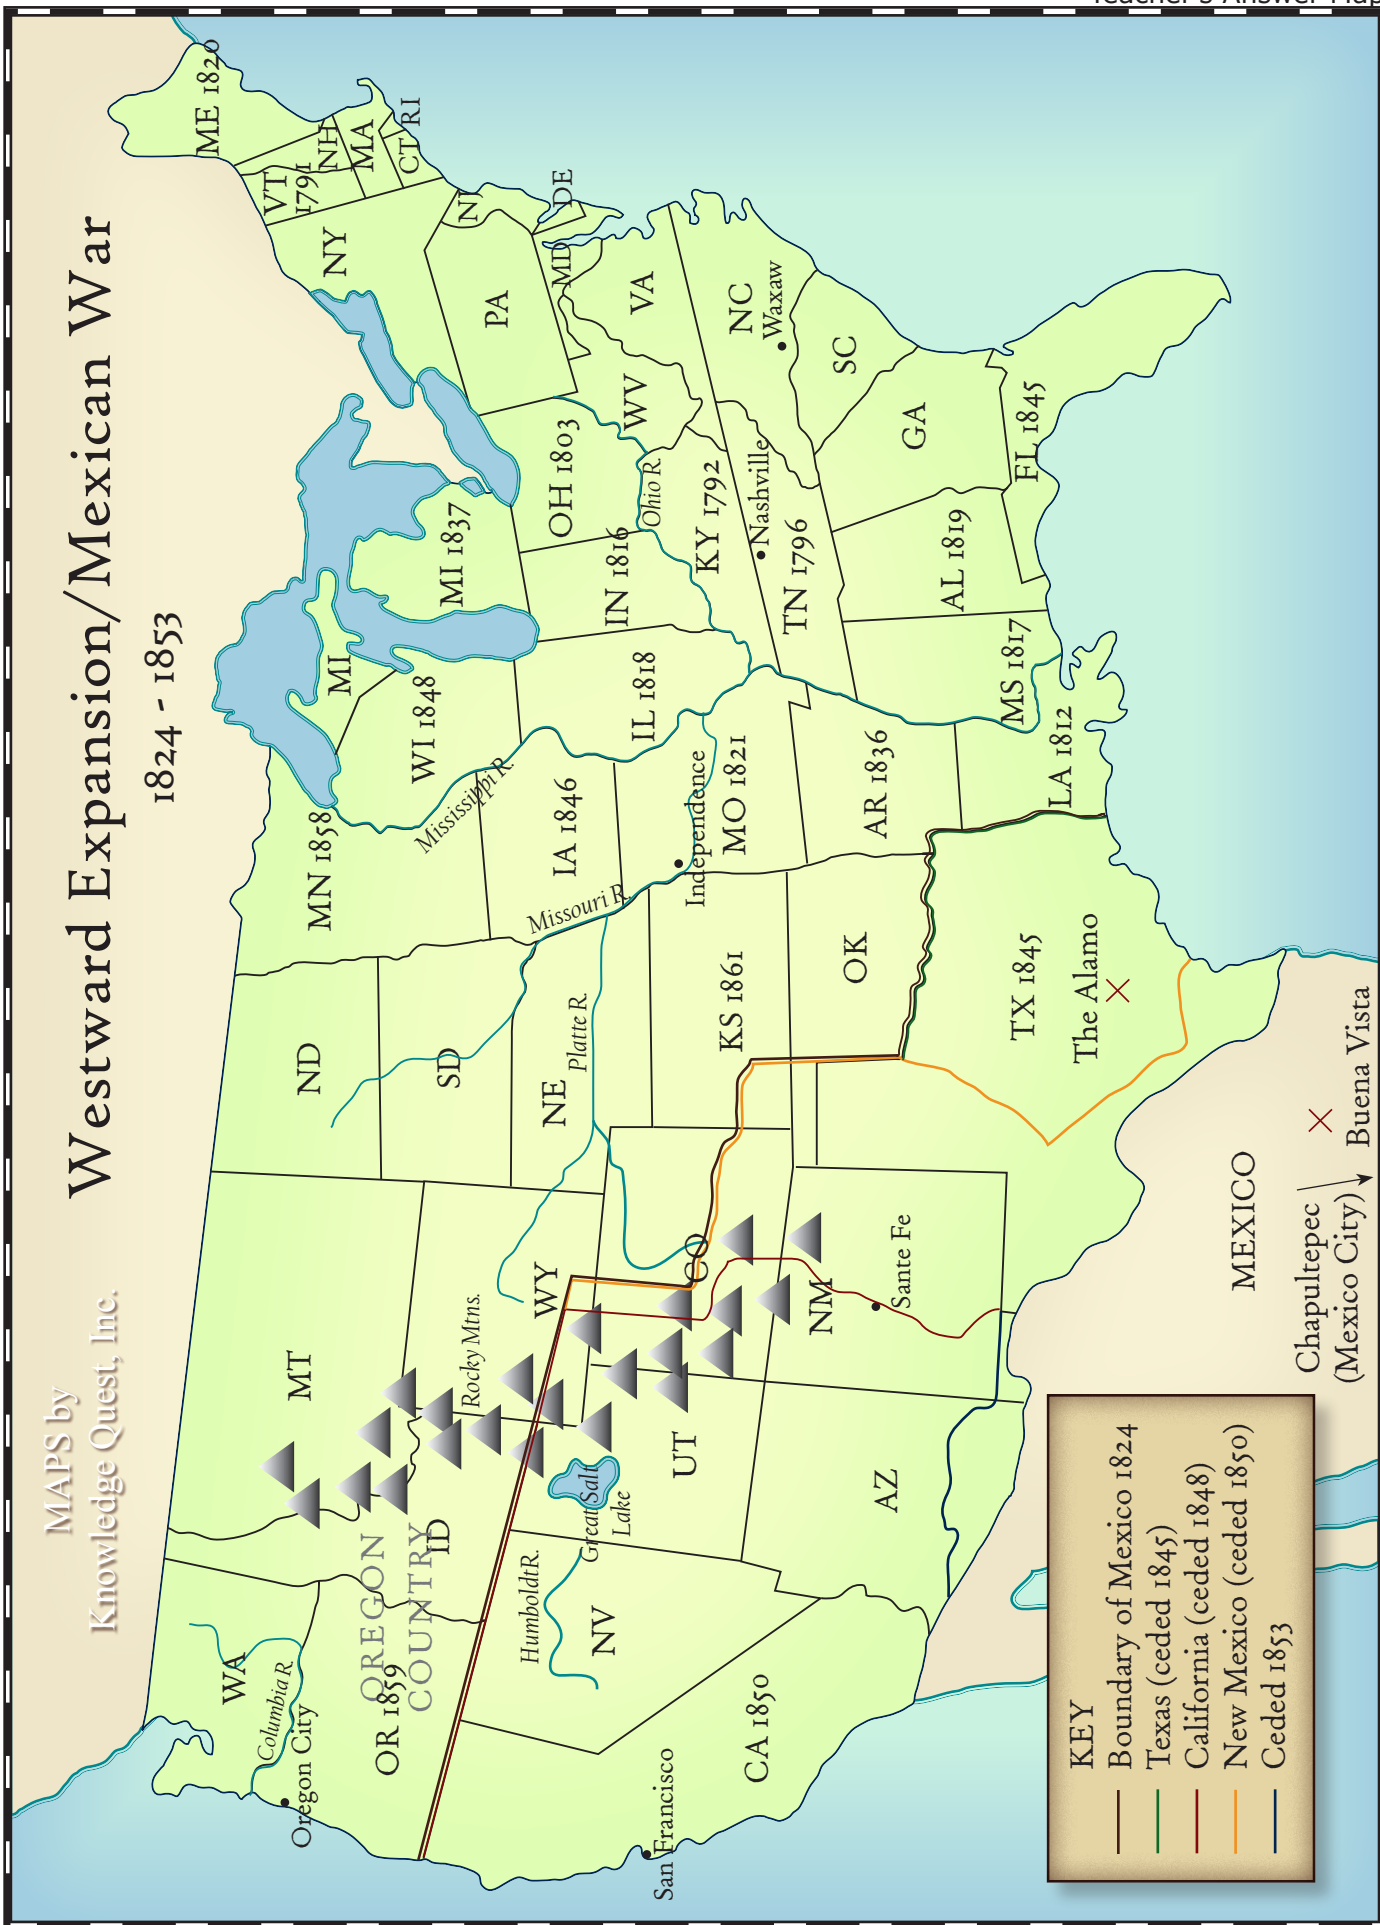 Westward Expansion/Mexican War
1824 - 1853
MAPS by
Knowledge Quest, Inc.
WA
Columbia R.
Oregon City
OR 1859
OREGON
COUNTRY
ID
MT
ND
MN 1858
SD
Rocky Mtns.
WY
NE
Platte R.
Missouri R.
IA 1846
Mississippi R.
WI 1848
MI
MI 1837
ME 1820
VT
1791
NH
MA
CT
RI
NY
NJ
PA
DE
MD
VA
WV
OH 1803
Ohio R.
IN 1816
IL 1818
KY 1792
Independence
MO 1821
KS 1861
CO
UT
Great Salt
Lake
Humboldt R.
NV
San Francisco
CA 1850
AZ
NM
Sante Fe
OK
AR 1836
TN 1796
Nashville
NC
Waxaw
SC
GA
AL 1819
MS 1817
LA 1812
FL 1845
TX 1845
The Alamo
MEXICO
Chapultepec
(Mexico City)
Buena Vista
KEY
Boundary of Mexico 1824
Texas (ceded 1845)
California (ceded 1848)
New Mexico (ceded 1850)
Ceded 1853